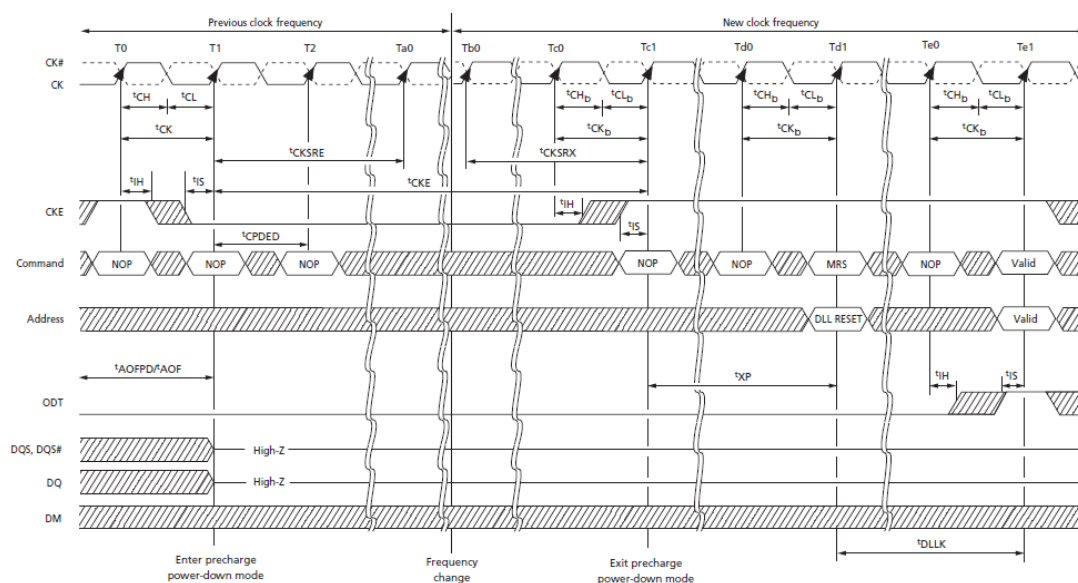 Previous clock frequency New clock frequency
T0 T1 T2 Ta0 Tb0 Tc0 Tc1 Td0 Td1 Te0 Te1
CK#
CK
tCH tCL tCHb tCLb tCHb tCLb tCHb tCLb
tCK tCKb tCKb tCKb
tCKSRE tCKSRX
tIH tIS tCKE tIH
CKE
tIS
tCPDED
Command NOP NOP NOP NOP NOP MRS NOP Valid
Address DLL RESET Valid
tAOFPD/tAOF tXP tIH tIS
ODT
DQS, DQS# High-Z
DQ High-Z
DM
tDLLK
Enter precharge
power-down mode
Frequency
change
Exit precharge
power-down mode